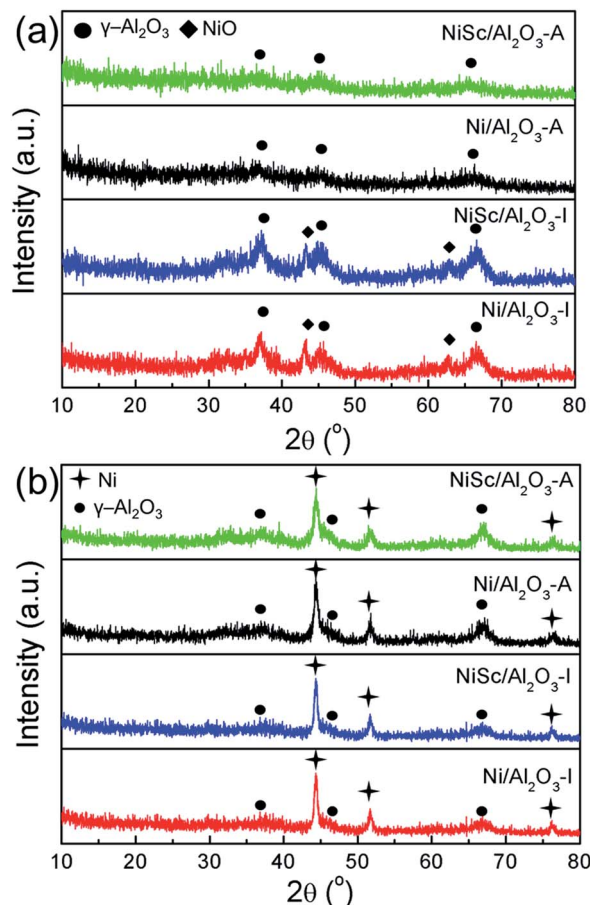 (a)
● γ–Al₂O₃ ◆ NiO
NiSc/Al₂O₃-A
Ni/Al₂O₃-A
NiSc/Al₂O₃-I
Ni/Al₂O₃-I
Intensity (a.u.)
10 20 30 40 50 60 70 80
2θ (°)
(b)
Ni
γ–Al₂O₃
NiSc/Al₂O₃-A
Ni/Al₂O₃-A
NiSc/Al₂O₃-I
Ni/Al₂O₃-I
Intensity (a.u.)
10 20 30 40 50 60 70 80
2θ (°)